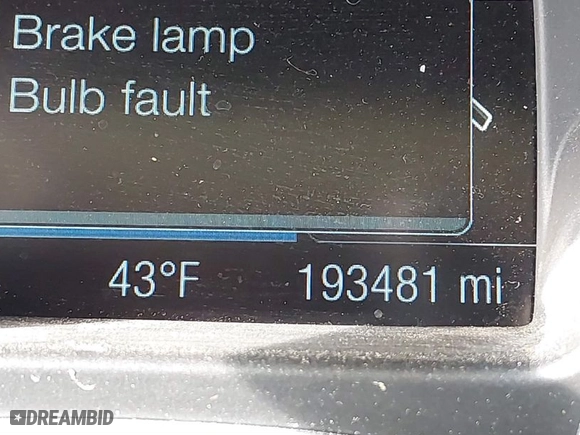 Brake lamp
Bulb fault
43°F 193481 mi
DREAMBID